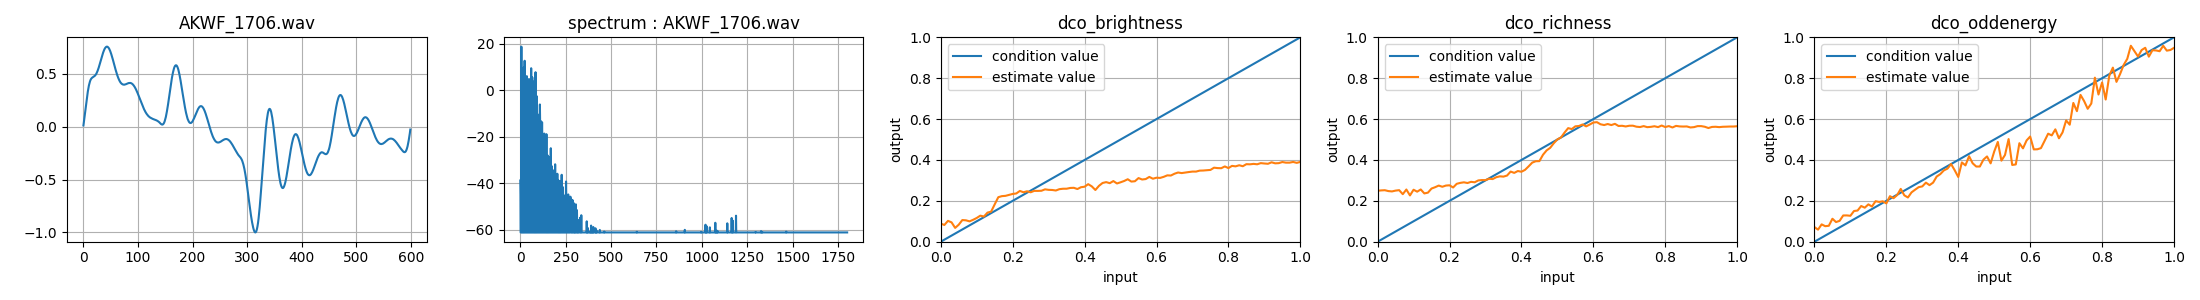 AKWF_1706.wav
0.5
0.0
−0.5
−1.0
0 100 200 300 400 500 600
spectrum : AKWF_1706.wav
20
0
−20
−40
−60
0 250 500 750 1000 1250 1500 1750
dco_brightness
condition value
estimate value
output
1.0
0.8
0.6
0.4
0.2
0.0
0.0 0.2 0.4 0.6 0.8 1.0
input
dco_richness
condition value
estimate value
output
1.0
0.8
0.6
0.4
0.2
0.0
0.0 0.2 0.4 0.6 0.8 1.0
input
dco_oddenergy
condition value
estimate value
output
1.0
0.8
0.6
0.4
0.2
0.0
0.0 0.2 0.4 0.6 0.8 1.0
input